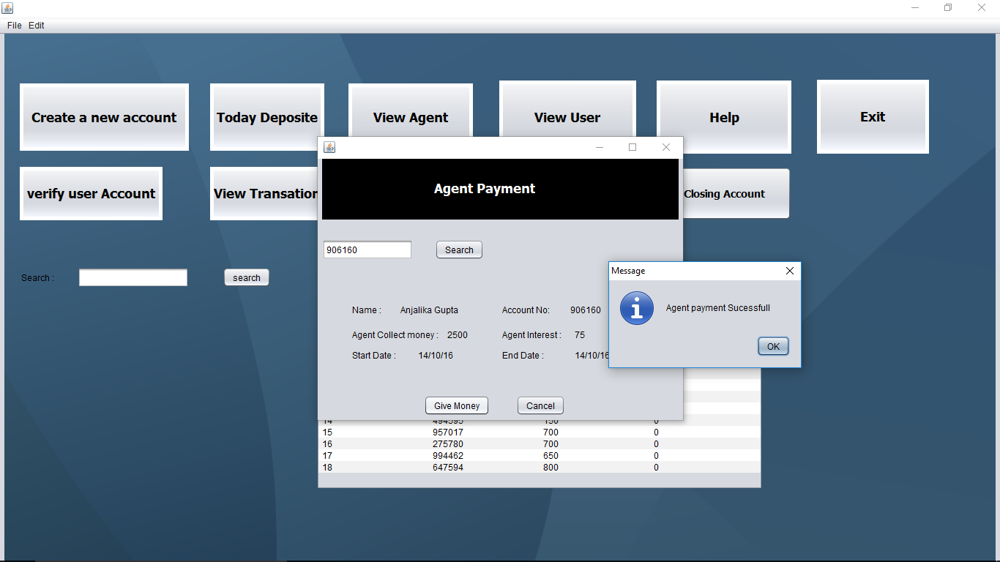 File Edit
Create a new account
Today Deposite
View Agent
View User
Help
Exit
verify user Account
View Transation
Closing Account
Search :
search
Agent Payment
906160
Search
Name : Anjalika Gupta Account No: 906160
Agent Collect money : 2500 Agent Interest : 75
Start Date : 14/10/16 End Date : 14/10/16
Give Money
Cancel
Message
Agent payment Sucessfull
OK
14 494595 150 0
15 957017 700 0
16 275780 700 0
17 994462 650 0
18 647594 800 0